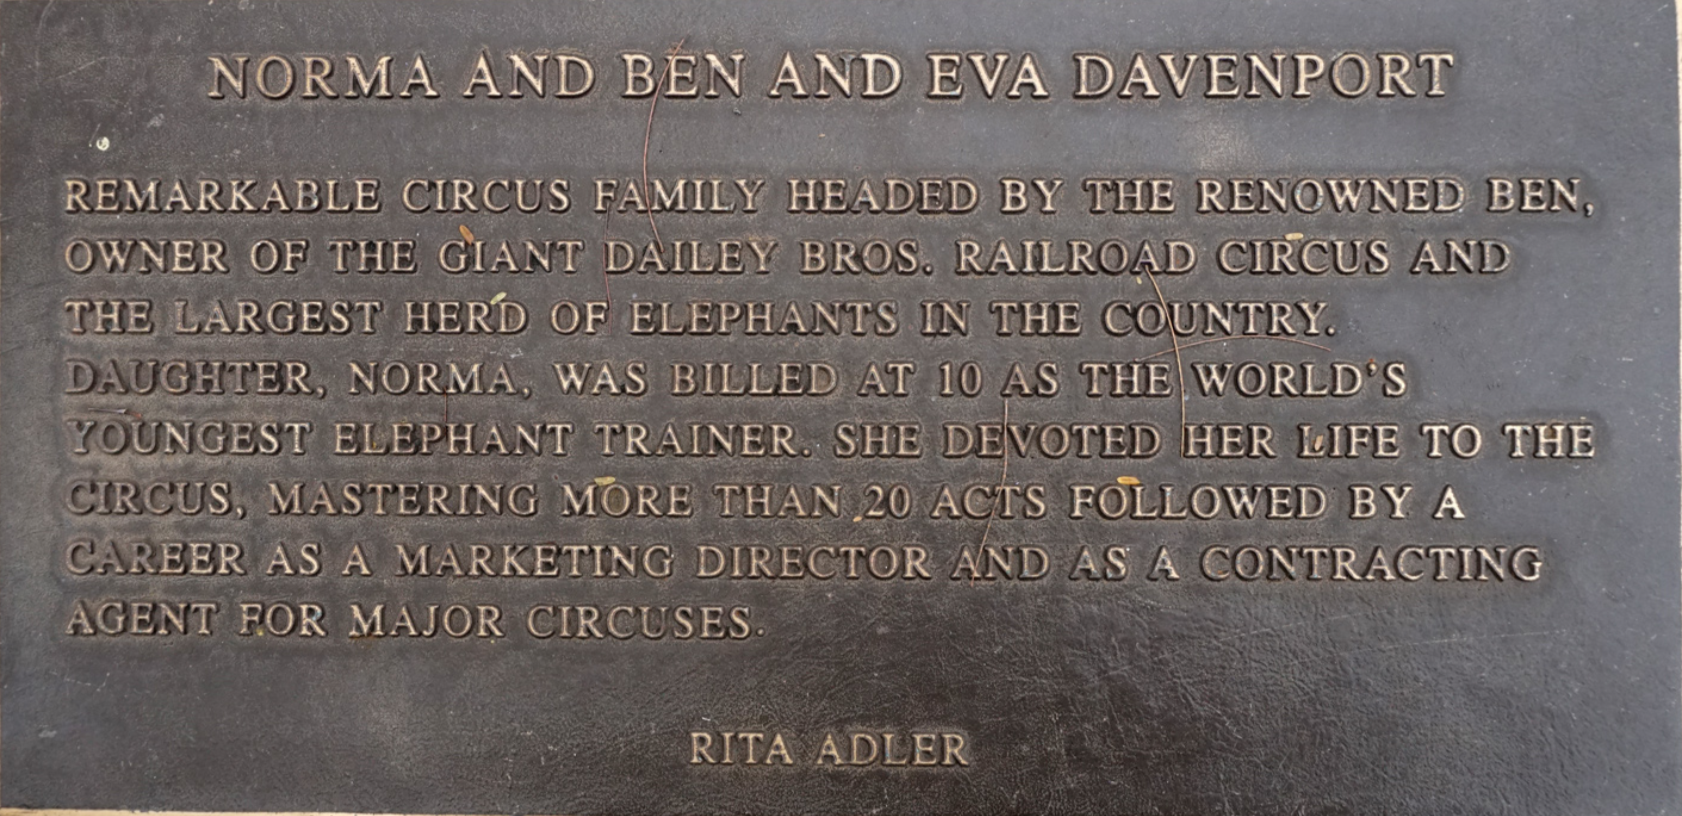 NORMA AND BEN AND EVA DAVENPORT
REMARKABLE CIRCUS FAMILY HEADED BY THE RENOWNED BEN,
OWNER OF THE GIANT DAILEY BROS. RAILROAD CIRCUS AND
THE LARGEST HERD OF ELEPHANTS IN THE COUNTRY.
DAUGHTER, NORMA, WAS BILLED AT 10 AS THE WORLD'S
YOUNGEST ELEPHANT TRAINER. SHE DEVOTED HER LIFE TO THE
CIRCUS, MASTERING MORE THAN 20 ACTS FOLLOWED BY A
CAREER AS A MARKETING DIRECTOR AND AS A CONTRACTING
AGENT FOR MAJOR CIRCUSES.
RITA ADLER